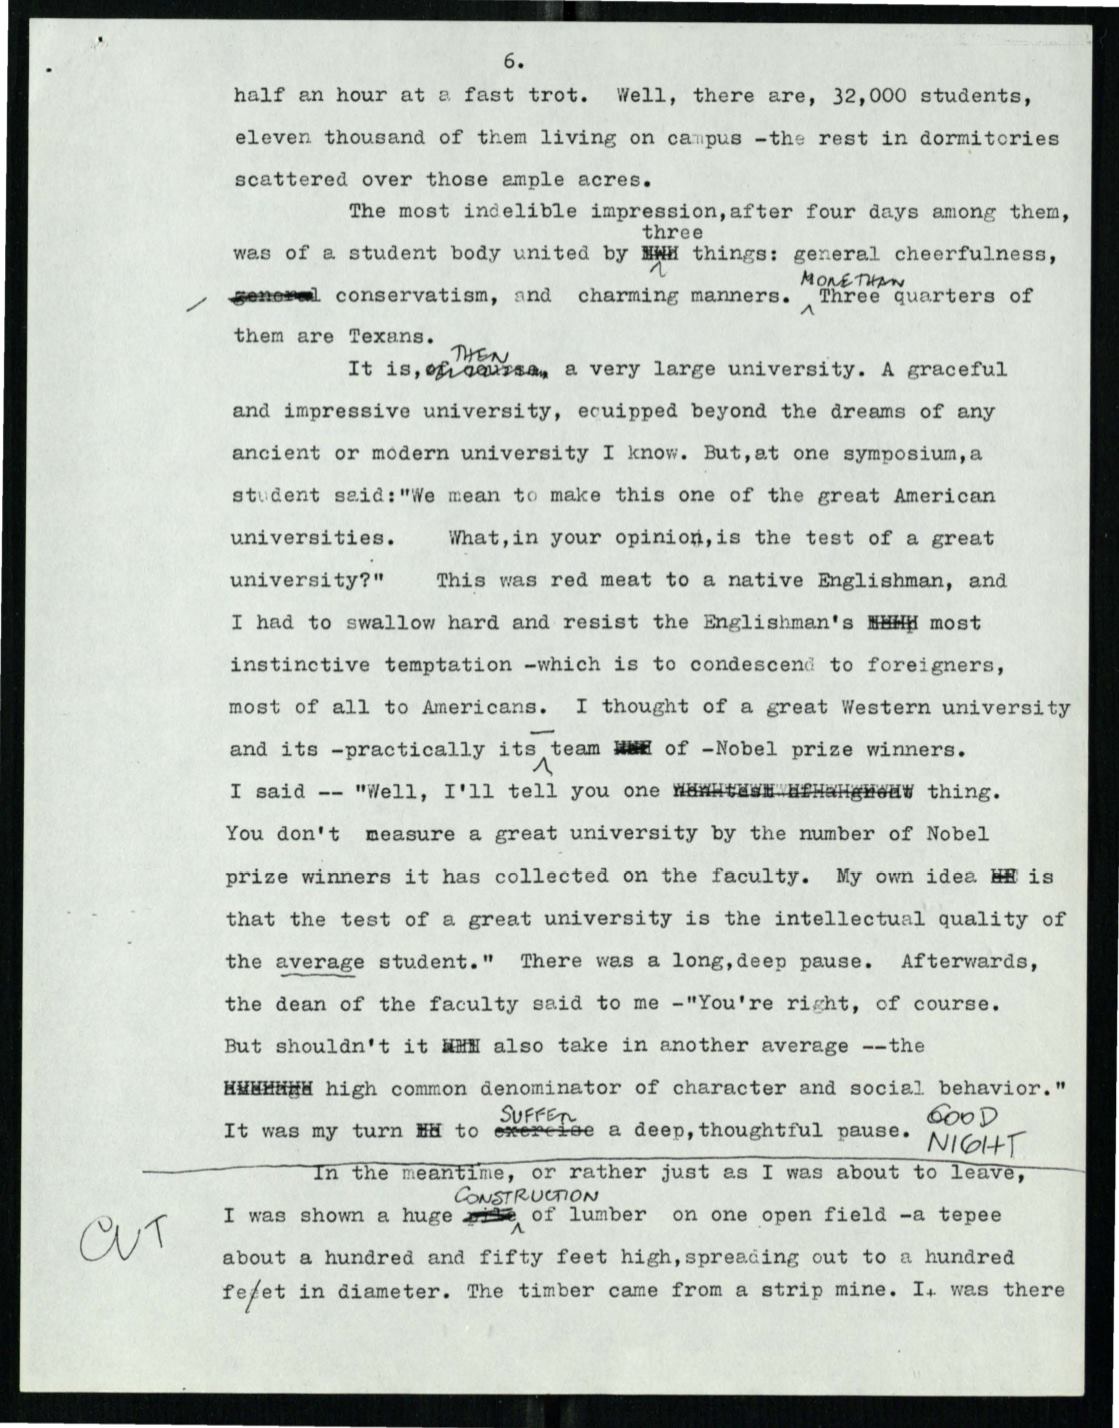 6.
half an hour at a fast trot. Well, there are, 32,000 students,
eleven thousand of them living on campus -the rest in dormitories
scattered over those ample acres.
The most indelible impression,after four days among them,
three
was of a student body united by things: general cheerfulness,
MORE THAN
general conservatism, and charming manners. Three quarters of
them are Texans.
THEN
It is,of course, a very large university. A graceful
and impressive university, equipped beyond the dreams of any
ancient or modern university I know. But,at one symposium,a
student said:"We mean to make this one of the great American
universities. What,in your opinion,is the test of a great
university?" This was red meat to a native Englishman, and
I had to swallow hard and resist the Englishman's most
instinctive temptation -which is to condescend to foreigners,
most of all to Americans. I thought of a great Western university
and its -practically its team of -Nobel prize winners.
I said -- "Well, I'll tell you one thing.
You don't measure a great university by the number of Nobel
prize winners it has collected on the faculty. My own idea is
that the test of a great university is the intellectual quality of
the average student." There was a long,deep pause. Afterwards,
the dean of the faculty said to me -"You're right, of course.
But shouldn't it also take in another average --the
high common denominator of character and social behavior."
SUFFER
It was my turn to exercise a deep,thoughtful pause. GOOD
NIGHT
In the meantime, or rather just as I was about to leave,
CONSTRUCTION
I was shown a huge pile of lumber on one open field -a tepee
CUT
about a hundred and fifty feet high,spreading out to a hundred
feet in diameter. The timber came from a strip mine. It was there